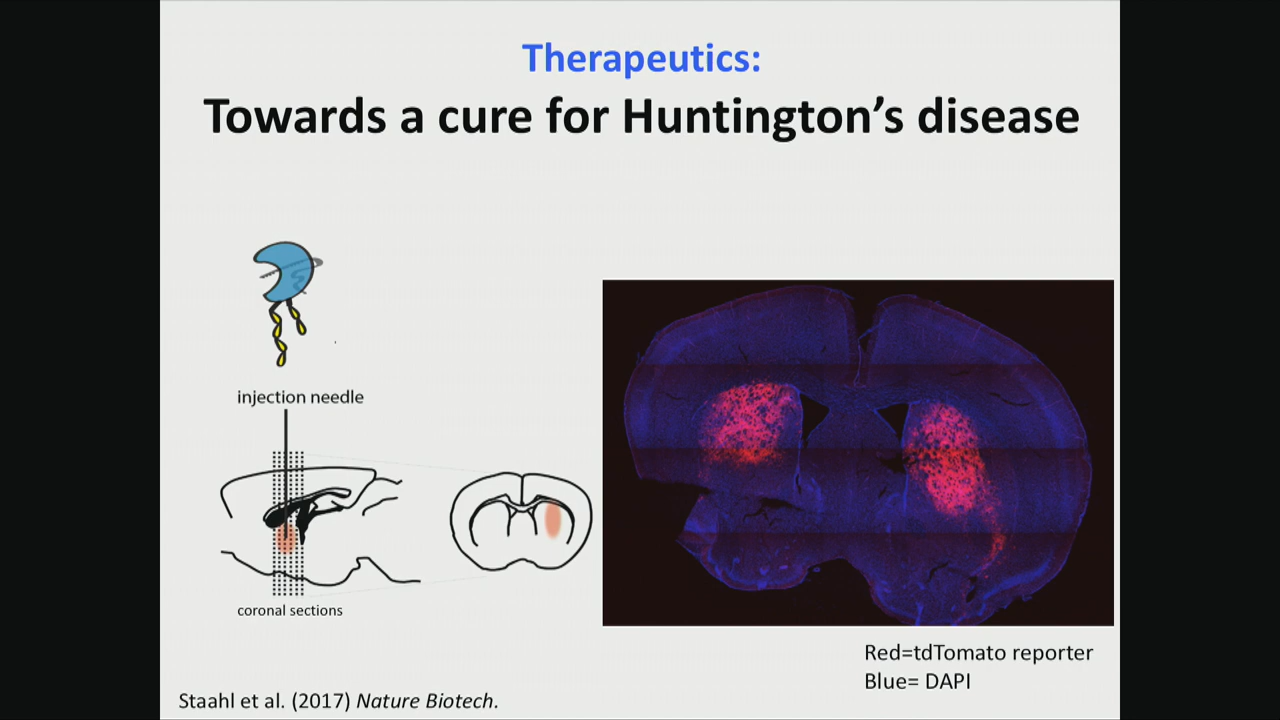 Therapeutics:
Towards a cure for Huntington’s disease
injection needle
coronal sections
Red=tdTomato reporter
Blue= DAPI
Staahl et al. (2017) Nature Biotech.